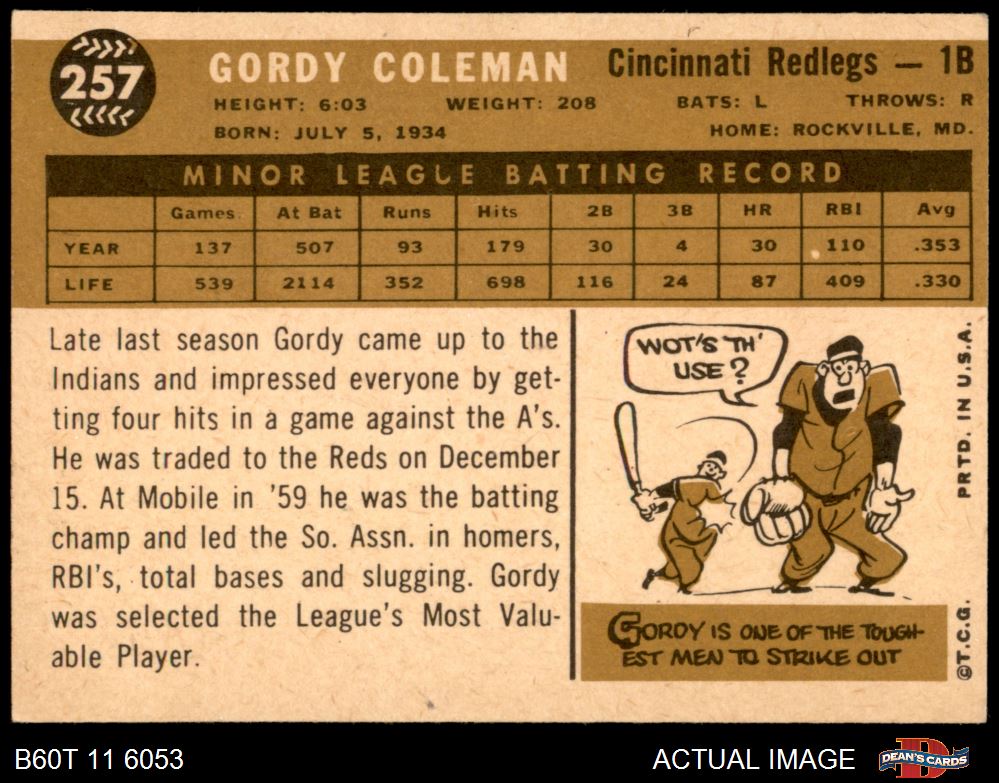 257
GORDY COLEMAN Cincinnati Redlegs — 1B
HEIGHT: 6:03 WEIGHT: 208 BATS: L THROWS: R
BORN: JULY 5, 1934 HOME: ROCKVILLE, MD.
MINOR LEAGUE BATTING RECORD
Games At Bat Runs Hits 2B 3B HR RBI Avg
YEAR 137 507 93 179 30 4 30 110 .353
LIFE 539 2114 352 698 116 24 87 409 .330
Late last season Gordy came up to the
Indians and impressed everyone by get-
ting four hits in a game against the A's.
He was traded to the Reds on December
15. At Mobile in '59 he was the batting
champ and led the So. Assn. in homers,
RBI's, total bases and slugging. Gordy
was selected the League's Most Valu-
able Player.
WOT'S TH'
USE?
GORDY IS ONE OF THE TOUGH-
EST MEN TO STRIKE OUT
PRTD. IN U.S.A.
©T.C.G.
B60T 11 6053 ACTUAL IMAGE DEAN'S CARDS